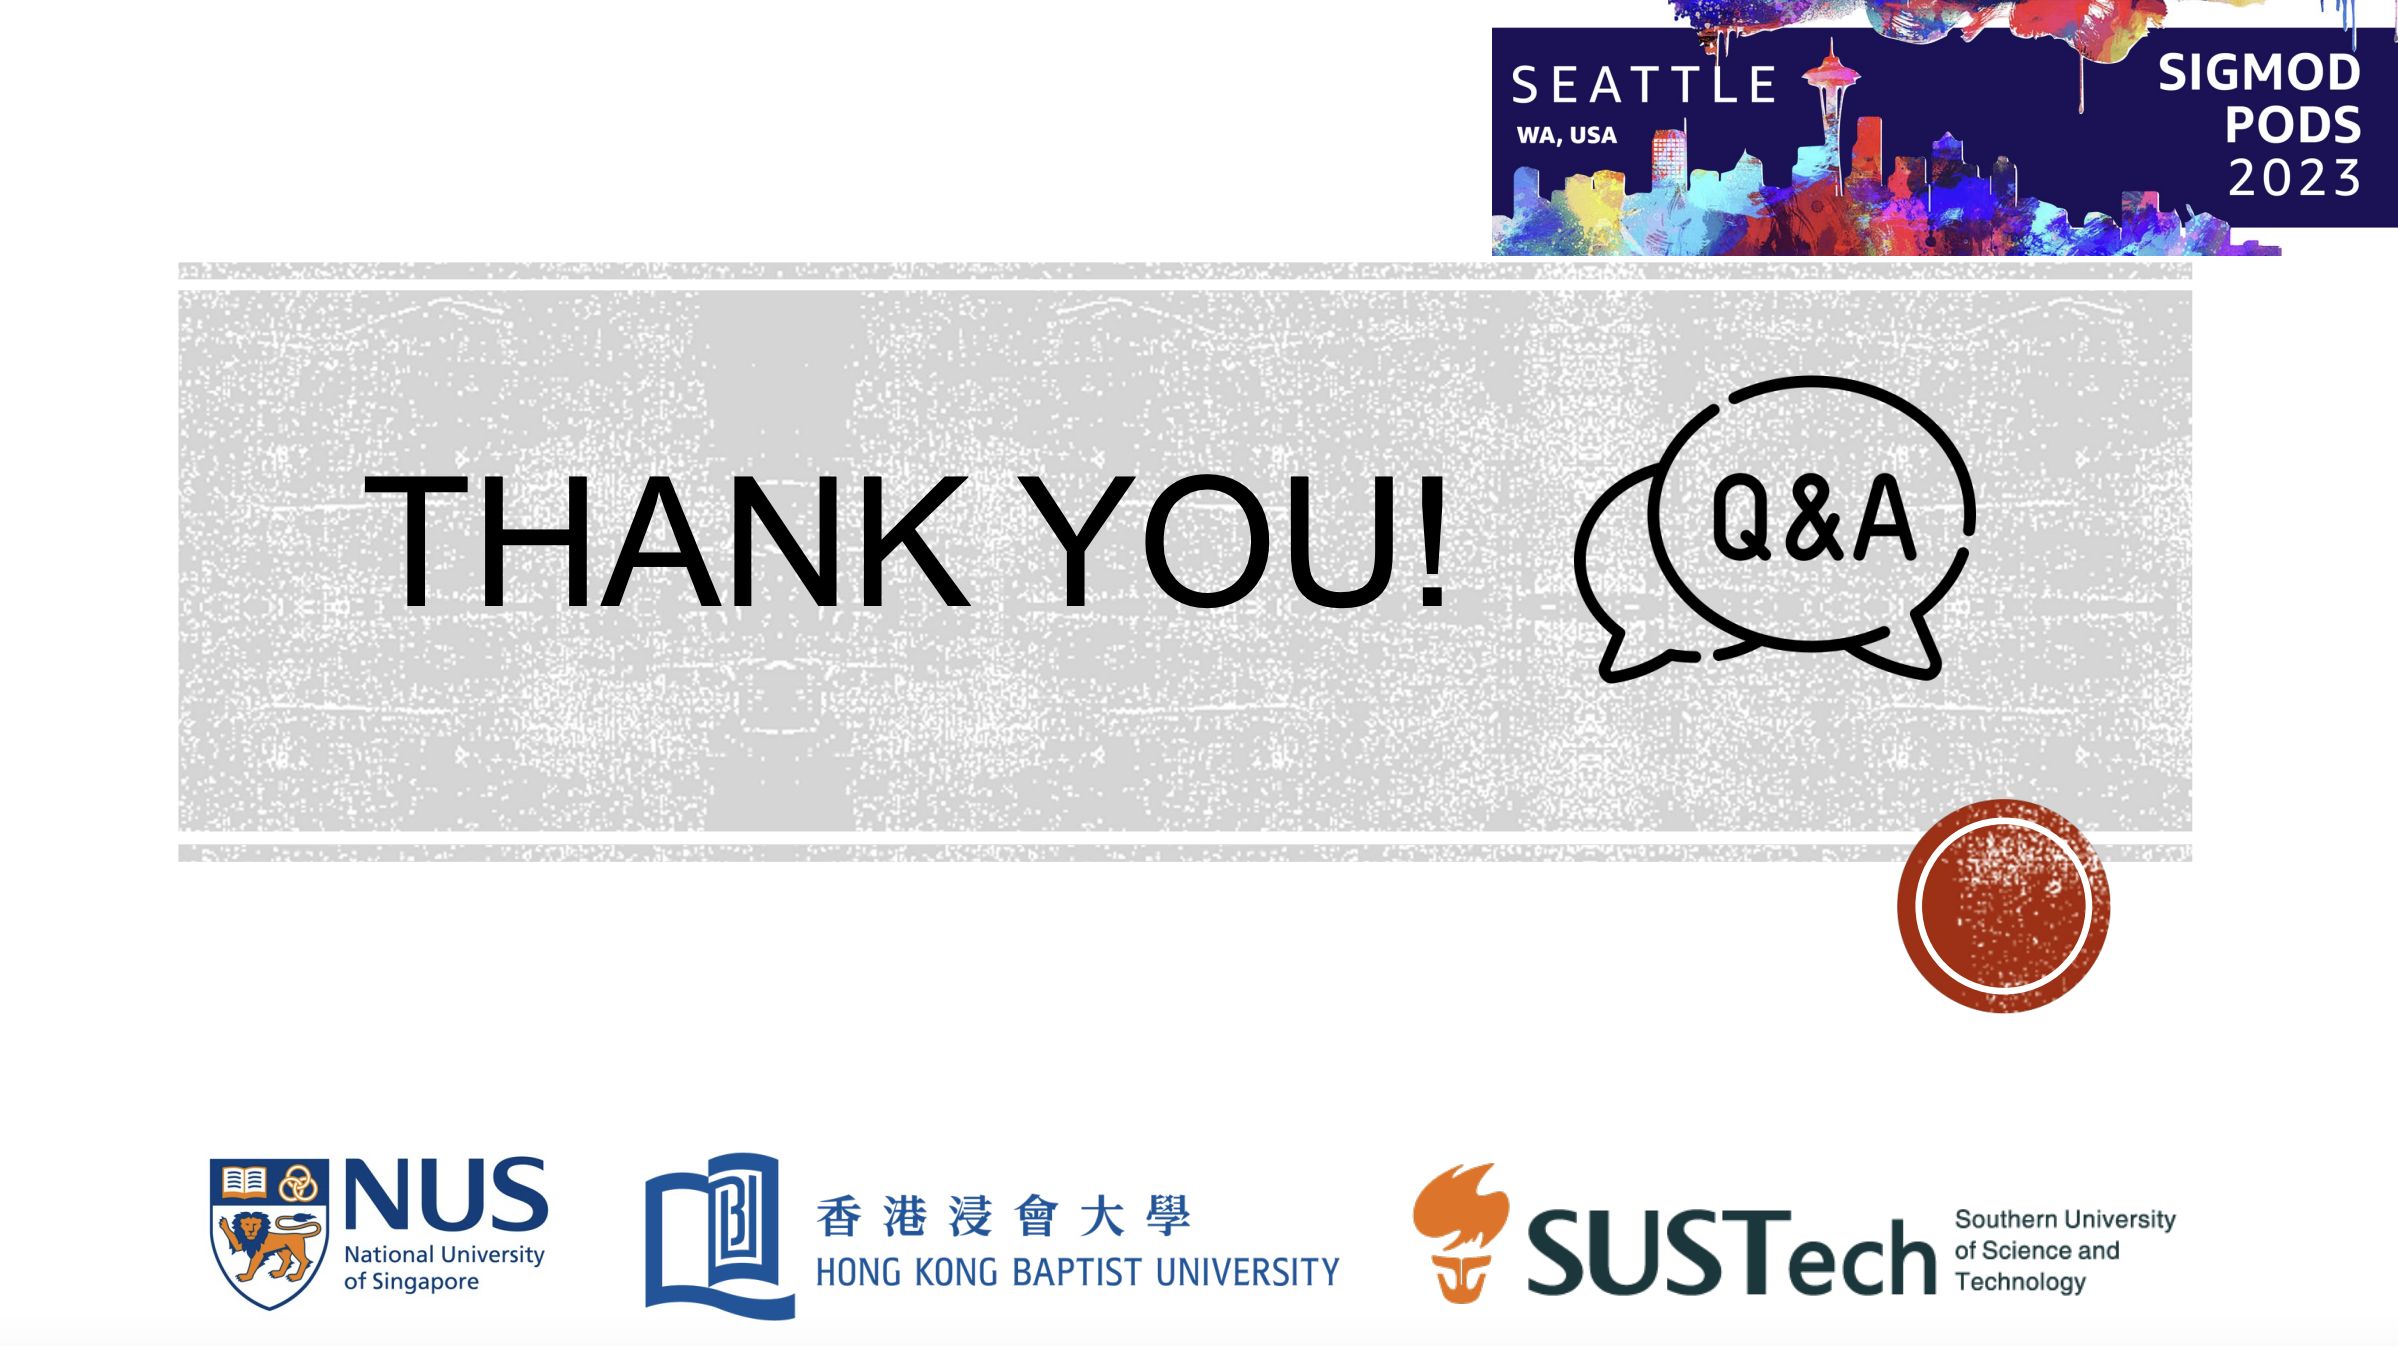 SEATTLE
WA, USA
SIGMOD
PODS
2023
THANK YOU!
Q&A
NUS
National University
of Singapore
香港浸會大學
HONG KONG BAPTIST UNIVERSITY
SUSTech
Southern University
of Science and
Technology